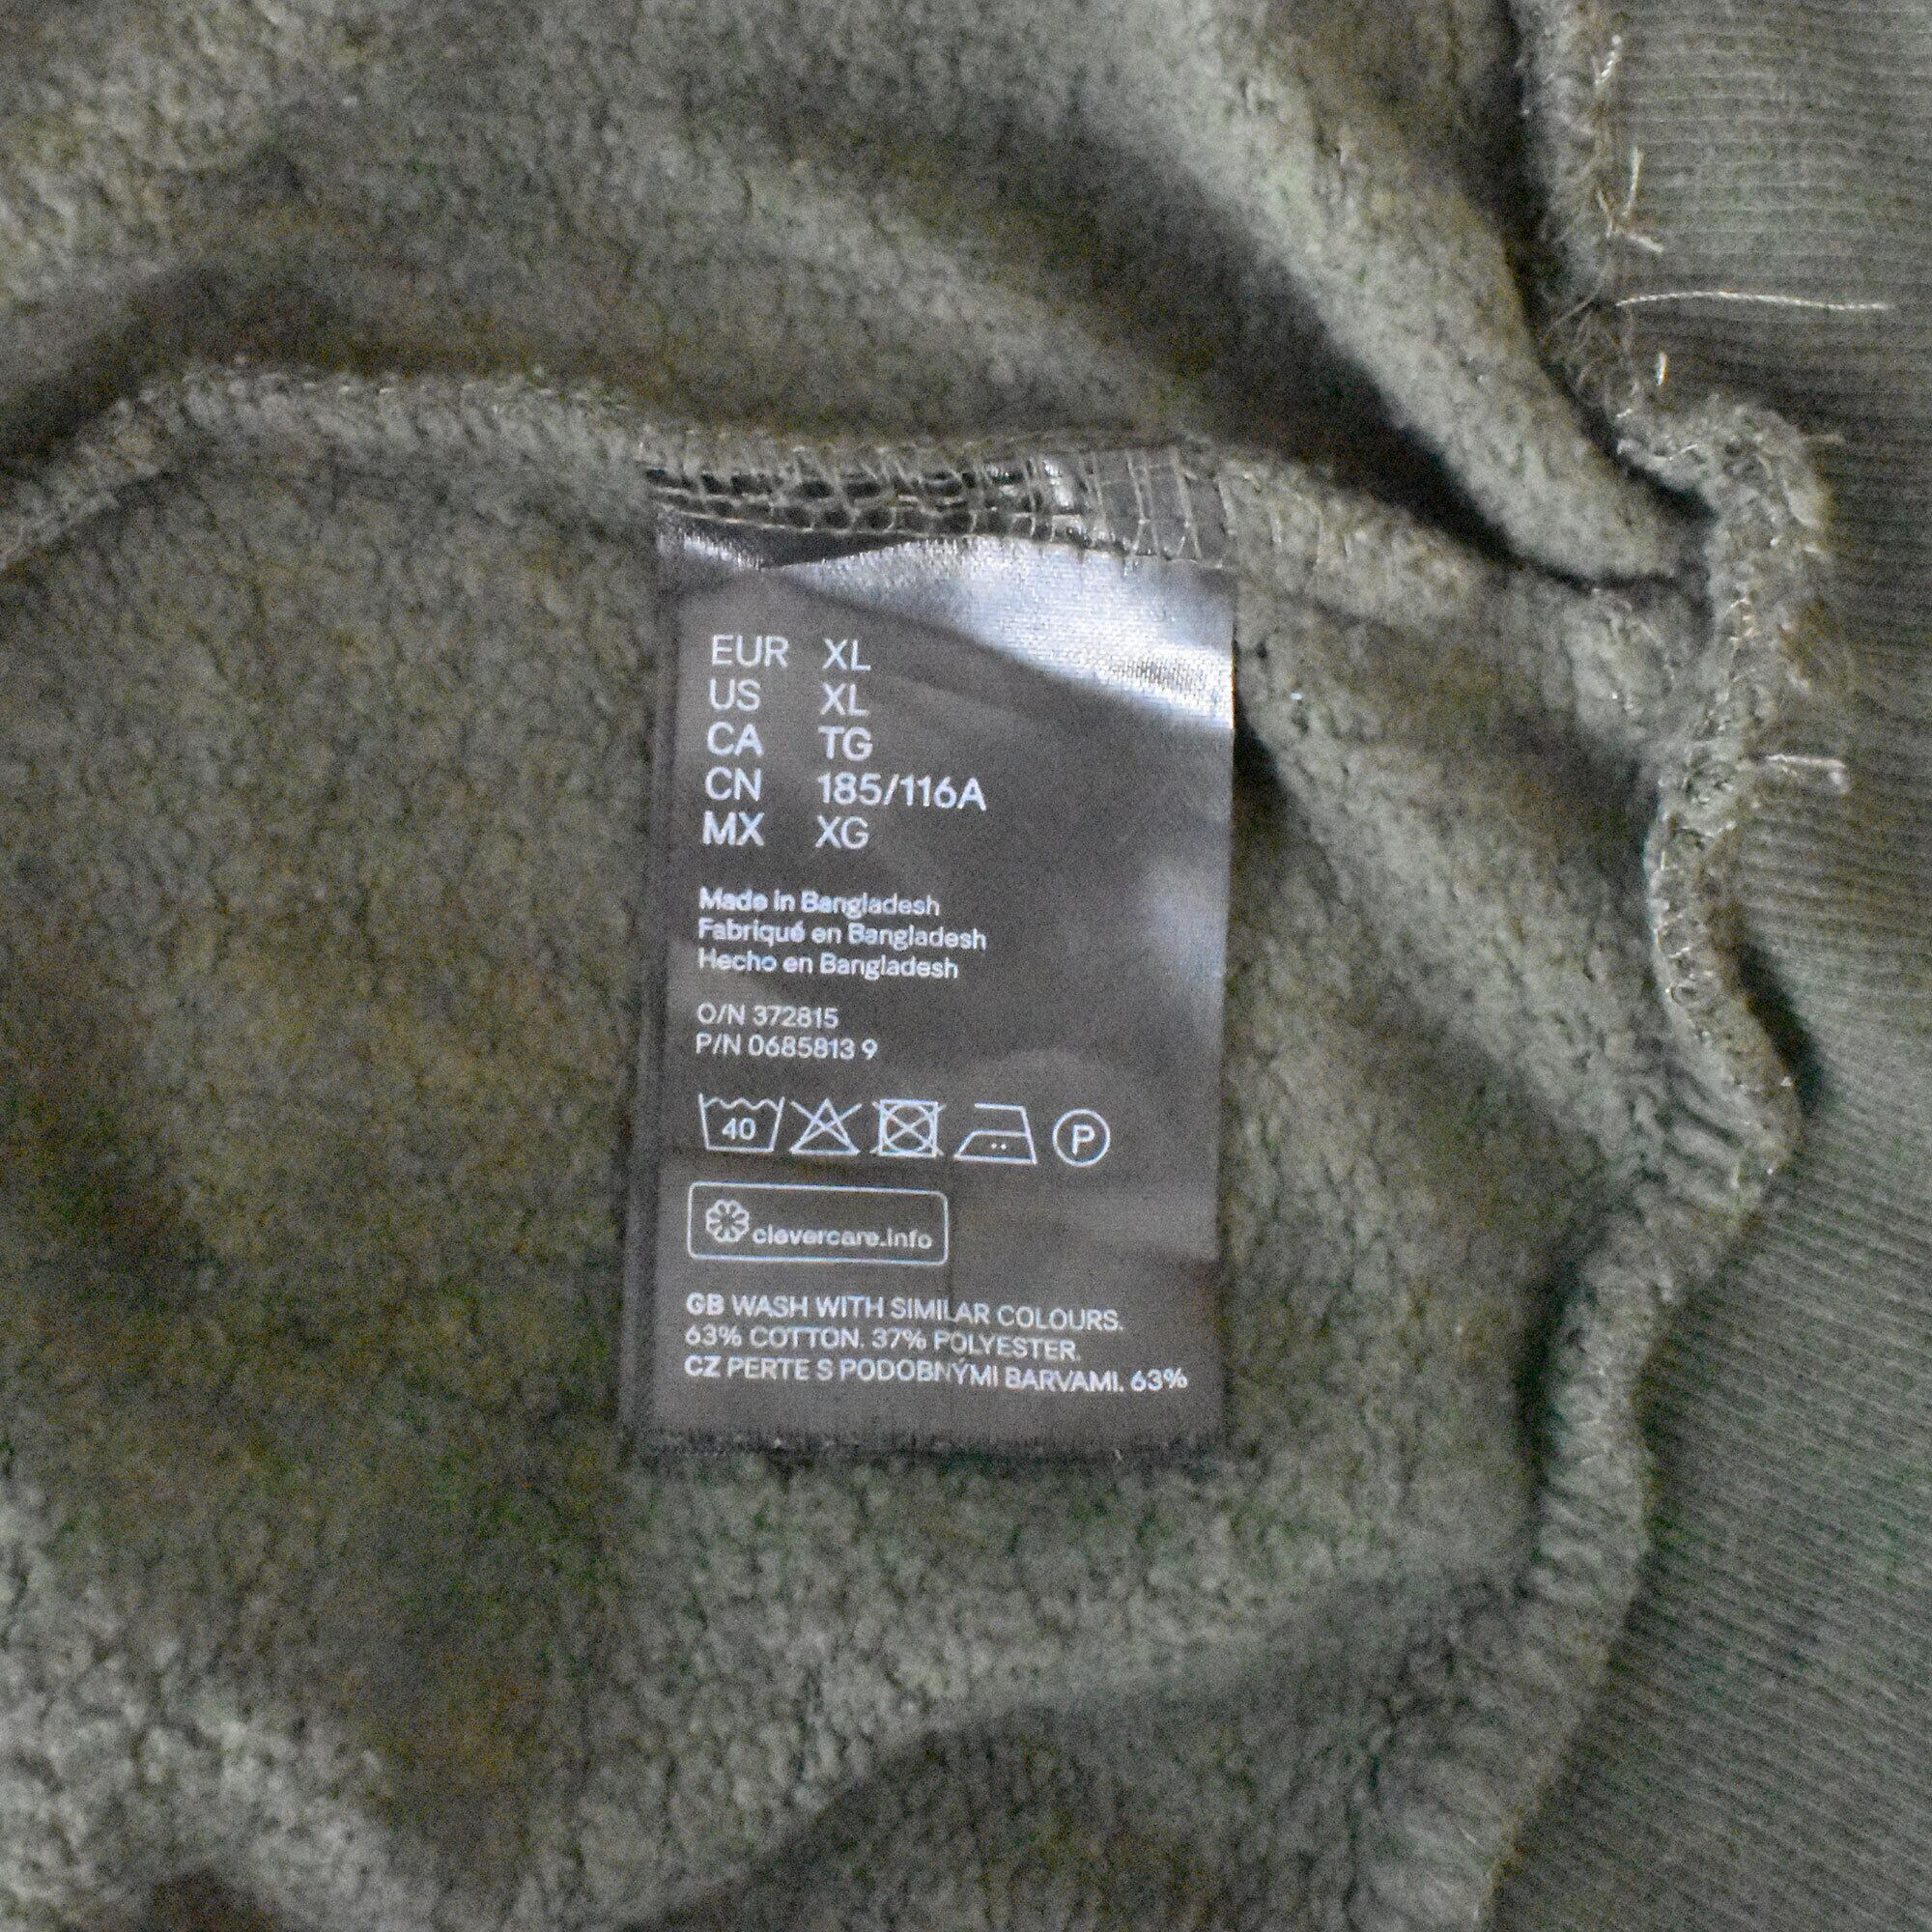 EUR XL
US XL
CA TG
CN 185/116A
MX XG
Made in Bangladesh
Fabriqué en Bangladesh
Hecho en Bangladesh
O/N 372815
P/N 0685813 9
40 P
clevercare.info
GB WASH WITH SIMILAR COLOURS.
63% COTTON. 37% POLYESTER.
CZ PERTE S PODOBNÝMI BARVAMI. 63%